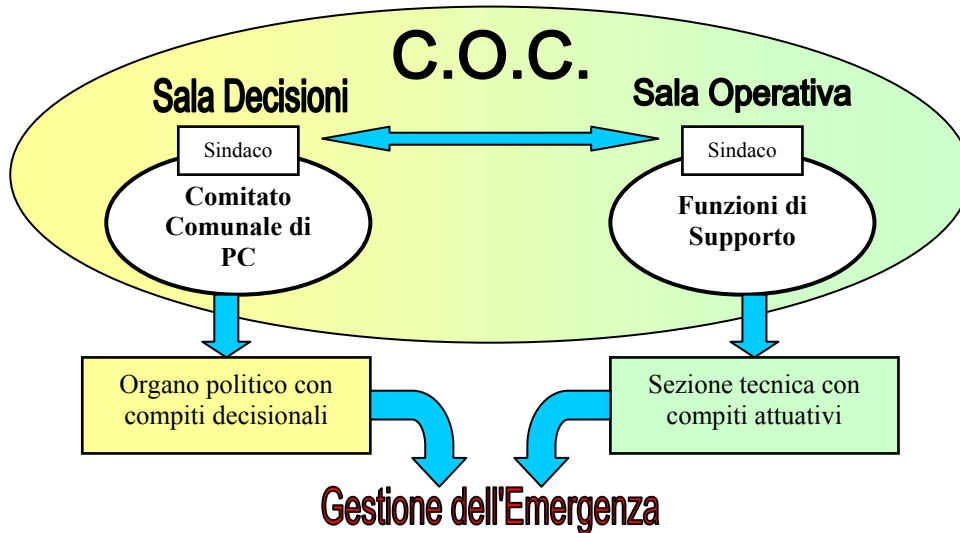 C.O.C.
Sala Decisioni
Sala Operativa
Sindaco
Sindaco
Comitato
Comunale di
PC
Funzioni di
Supporto
Organo politico con
compiti decisionali
Sezione tecnica con
compiti attuativi
Gestione dell'Emergenza